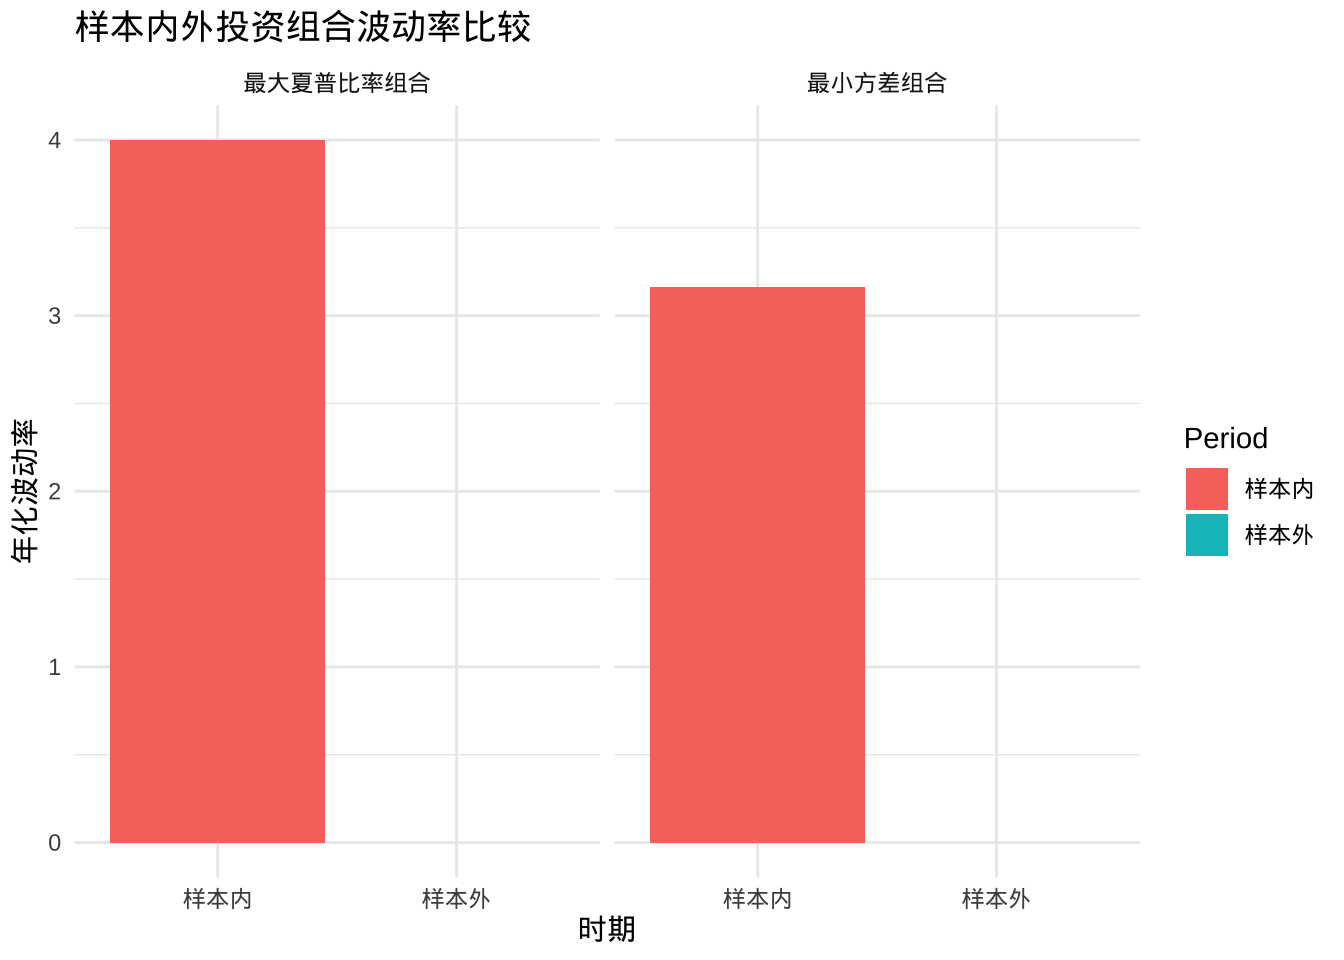 样本内外投资组合波动率比较
最大夏普比率组合
最小方差组合
年化波动率
4
3
2
1
0
样本内
样本外
样本内
样本外
时期
Period
样本内
样本外